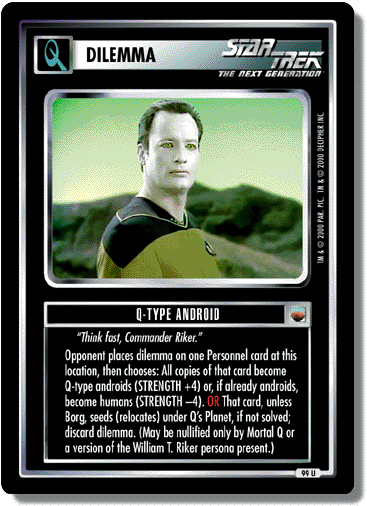 DILEMMA
STAR TREK
THE NEXT GENERATION
TM & © 2000 PAR. PIC. TM & © 2000 DECIPHER INC.
Q-TYPE ANDROID
"Think fast, Commander Riker."
Opponent places dilemma on one Personnel card at this
location, then chooses: All copies of that card become
Q-type androids (STRENGTH +4) or, if already androids,
become humans (STRENGTH –4). OR That card, unless
Borg, seeds (relocates) under Q's Planet, if not solved;
discard dilemma. (May be nullified only by Mortal Q or
a version of the William T. Riker persona present.)
99 U